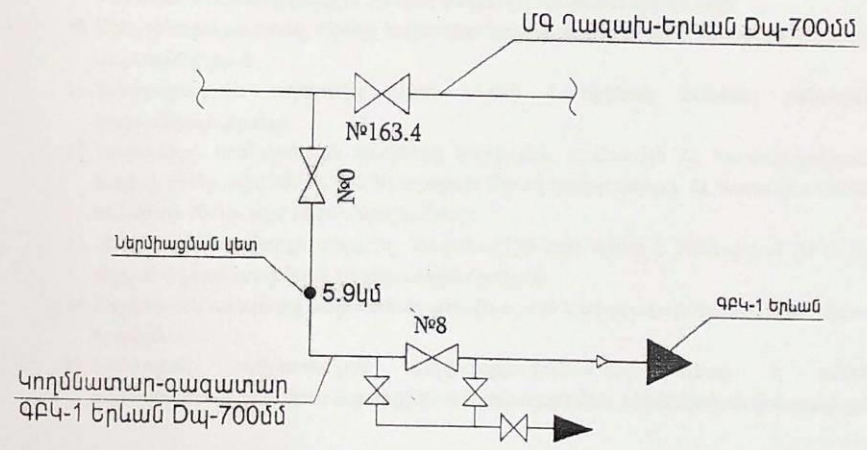 ՄԳ Ղազախ-Երևան Dպ-700մմ
№163.4
№0
Ներմիացման կետ
5.9կմ
№8
ԳԲԿ-1 Երևան
Կողմնատար-գազատար
ԳԲԿ-1 Երևան Dպ-700մմ